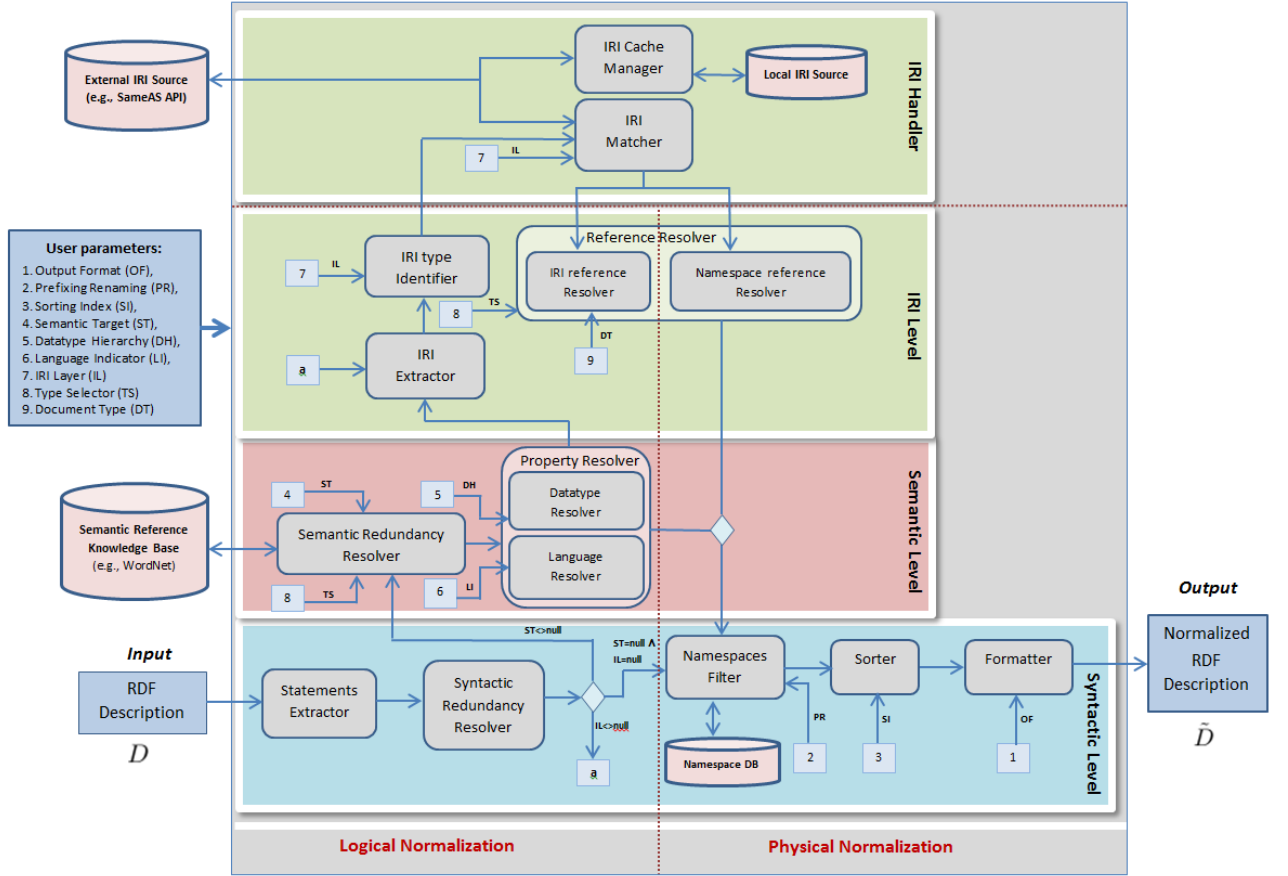 External IRI Source
(e.g., SameAS API)
IRI Cache
Manager
Local IRI Source
IRI
Matcher
7
IL
IRI Handler
User parameters:
1. Output Format (OF),
2. Prefixing Renaming (PR),
3. Sorting Index (SI),
4. Semantic Target (ST),
5. Datatype Hierarchy (DH),
6. Language Indicator (LI),
7. IRI Layer (IL)
8. Type Selector (TS)
9. Document Type (DT)
7
IL
IRI type
Identifier
Reference Resolver
IRI reference
Resolver
Namespace reference
Resolver
8
TS
DT
9
a
IRI
Extractor
IRI Level
Semantic Reference
Knowledge Base
(e.g., WordNet)
4
ST
Semantic Redundancy
Resolver
8
TS
5
DH
6
LI
Property Resolver
Datatype
Resolver
Language
Resolver
Semantic Level
Input
RDF
Description
D
Statements
Extractor
Syntactic
Redundancy
Resolver
ST<>null
ST=null Λ
IL=null
IL<>null
a
Namespaces
Filter
Namespace DB
PR
2
Sorter
SI
3
Formatter
OF
1
Syntactic Level
Output
Normalized
RDF
Description
D̃
Logical Normalization
Physical Normalization